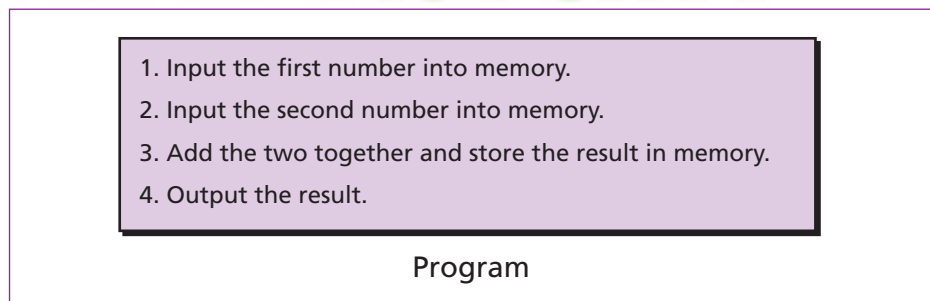 1. Input the first number into memory.
2. Input the second number into memory.
3. Add the two together and store the result in memory.
4. Output the result.
Program